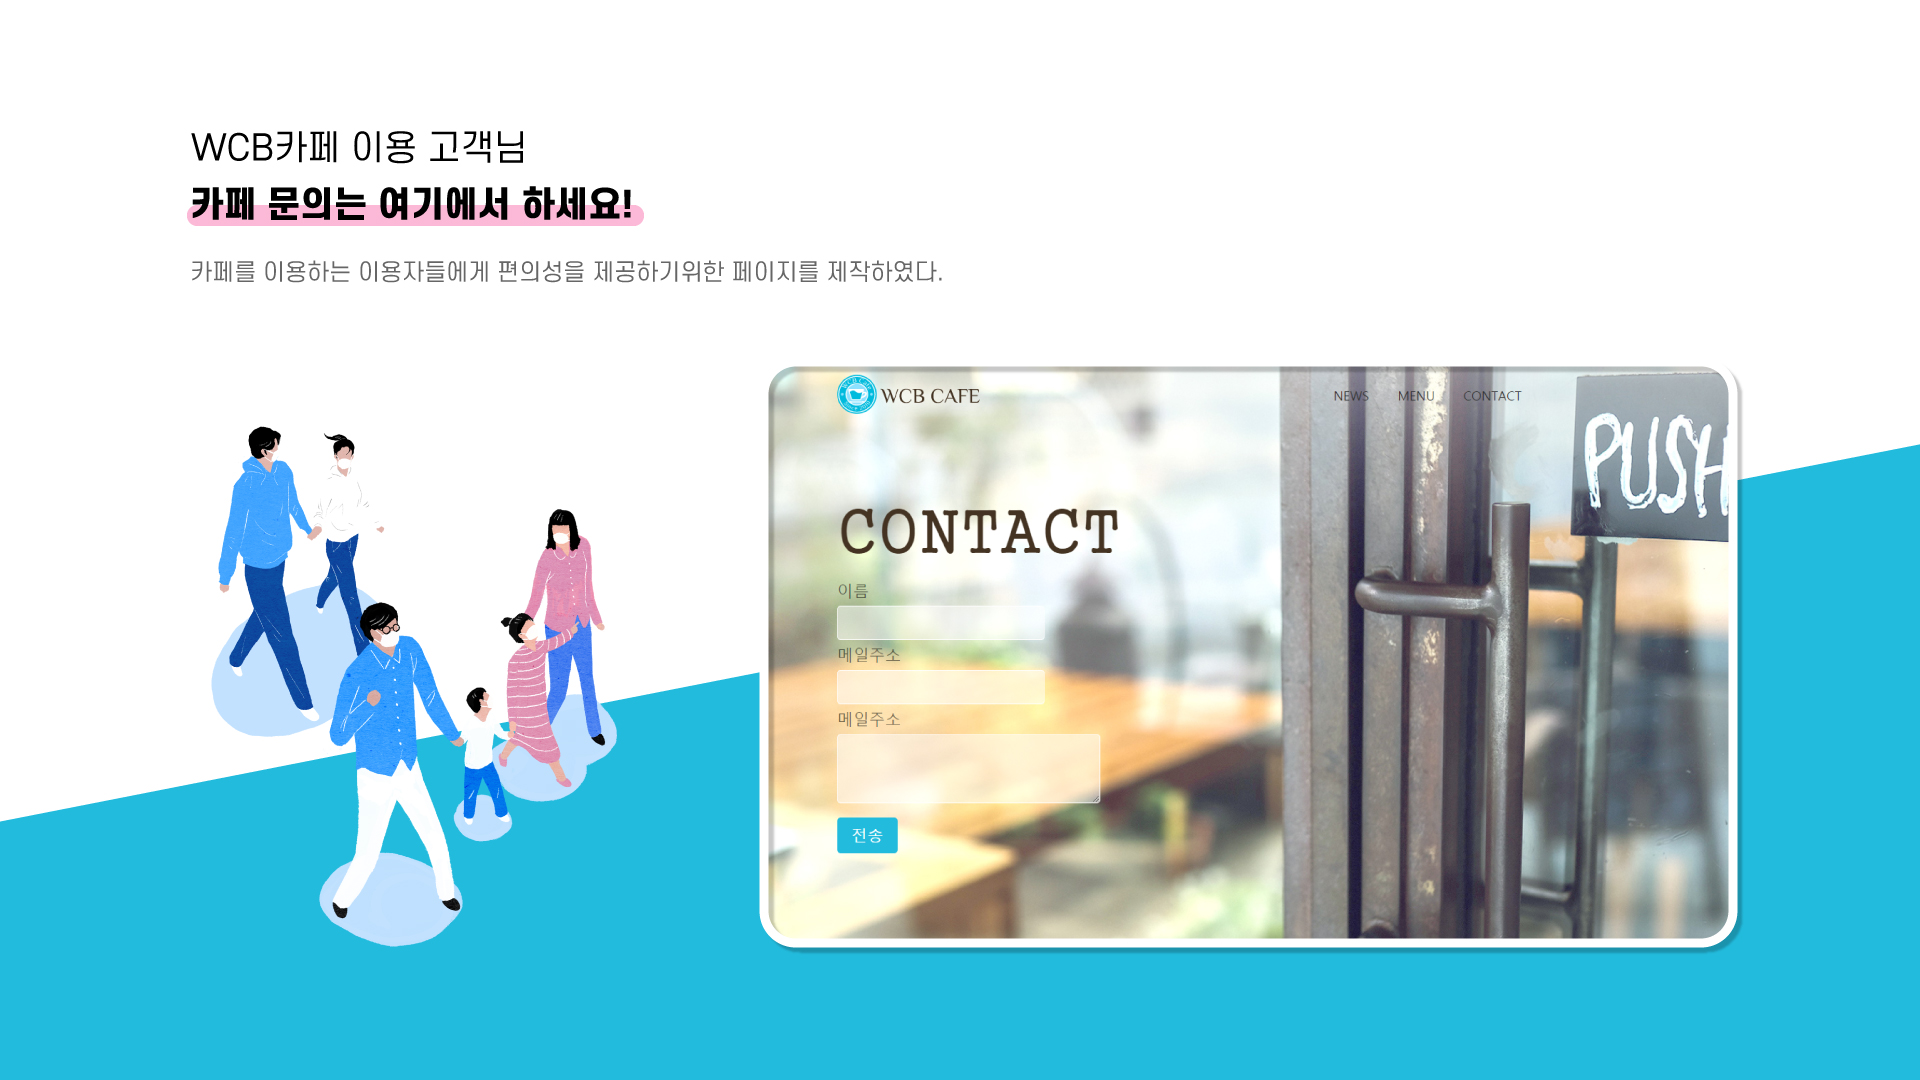 WCB카페 이용 고객님
카페 문의는 여기에서 하세요!
카페를 이용하는 이용자들에게 편의성을 제공하기위한 페이지를 제작하였다.
WCB CAFE
NEWS MENU CONTACT
PUSH
CONTACT
이름
메일주소
메일주소
전송